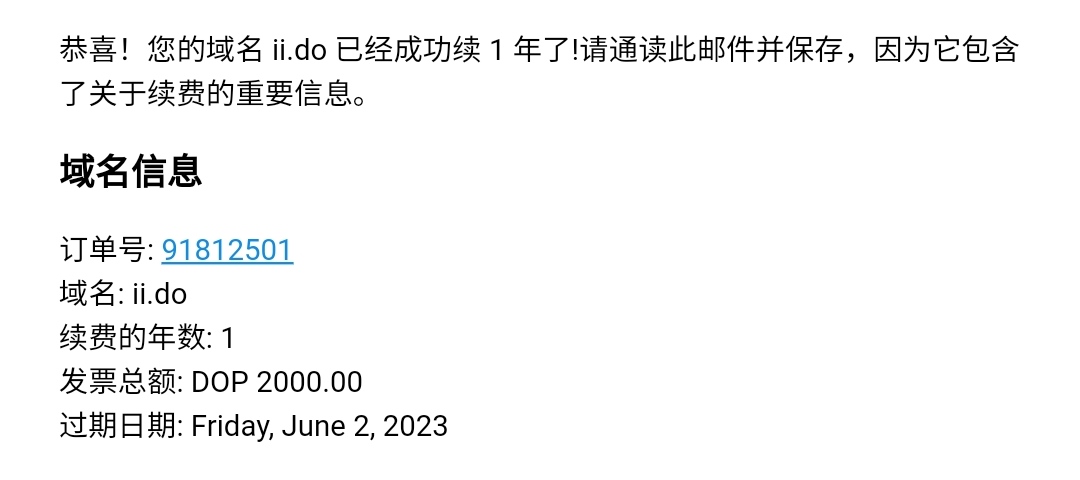 恭喜！您的域名 ii.do 已经成功续 1 年了!请通读此邮件并保存，因为它包含
了关于续费的重要信息。
域名信息
订单号: 91812501
域名: ii.do
续费的年数: 1
发票总额: DOP 2000.00
过期日期: Friday, June 2, 2023